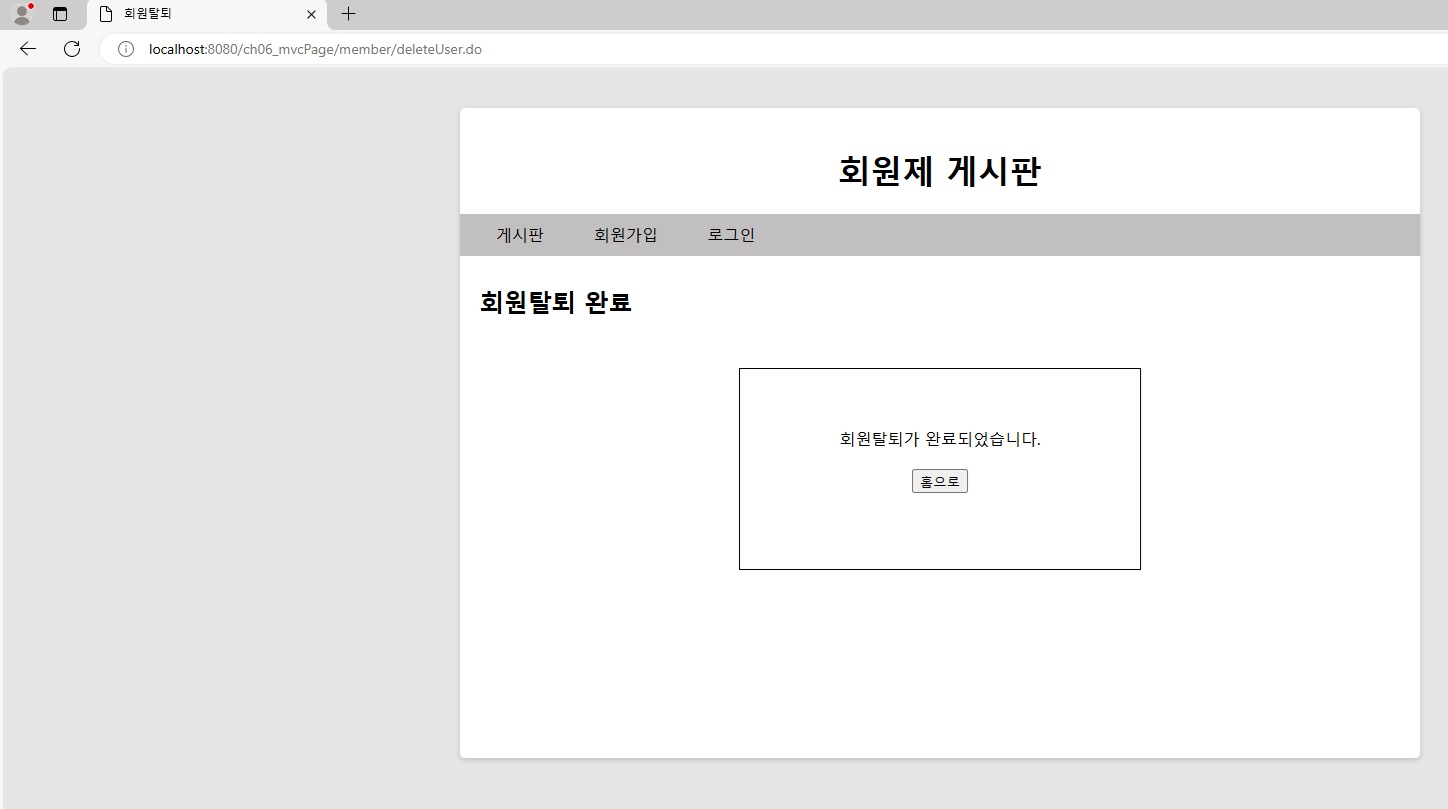 회원탈퇴
localhost:8080/ch06_mvcPage/member/deleteUser.do
회원제 게시판
게시판 회원가입 로그인
회원탈퇴 완료
회원탈퇴가 완료되었습니다.
홈으로